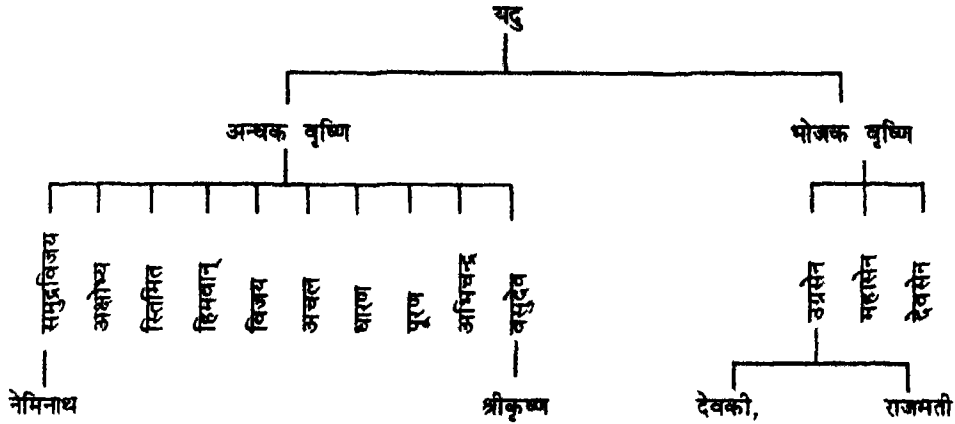 यदु
अन्धक वृष्णि
भोजक वृष्णि
समुद्रविजय
अक्षोभ्य
स्तिमित
हिमवान्
विजय
अचल
धारण
पूरण
अभिचन्द्र
वसुदेव
उग्रसेन
महासेन
देवसेन
नेमिनाथ
श्रीकृष्ण
देवकी,
राजमती